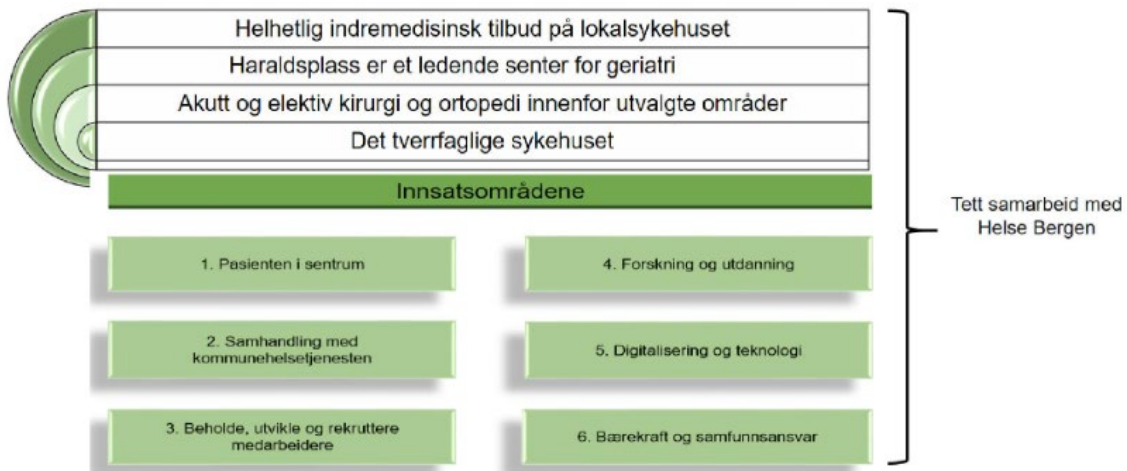 Helhetlig indremedisinsk tilbud på lokalsykehuset
Haraldsplass er et ledende senter for geriatri
Akutt og elektiv kirurgi og ortopedi innenfor utvalgte områder
Det tverrfaglige sykehuset
Innsatsområdene
1. Pasienten i sentrum
2. Samhandling med
kommunehelsetjenesten
3. Beholde, utvikle og rekruttere
medarbeidere
4. Forskning og utdanning
5. Digitalisering og teknologi
6. Bærekraft og samfunnsansvar
Tett samarbeid med
Helse Bergen